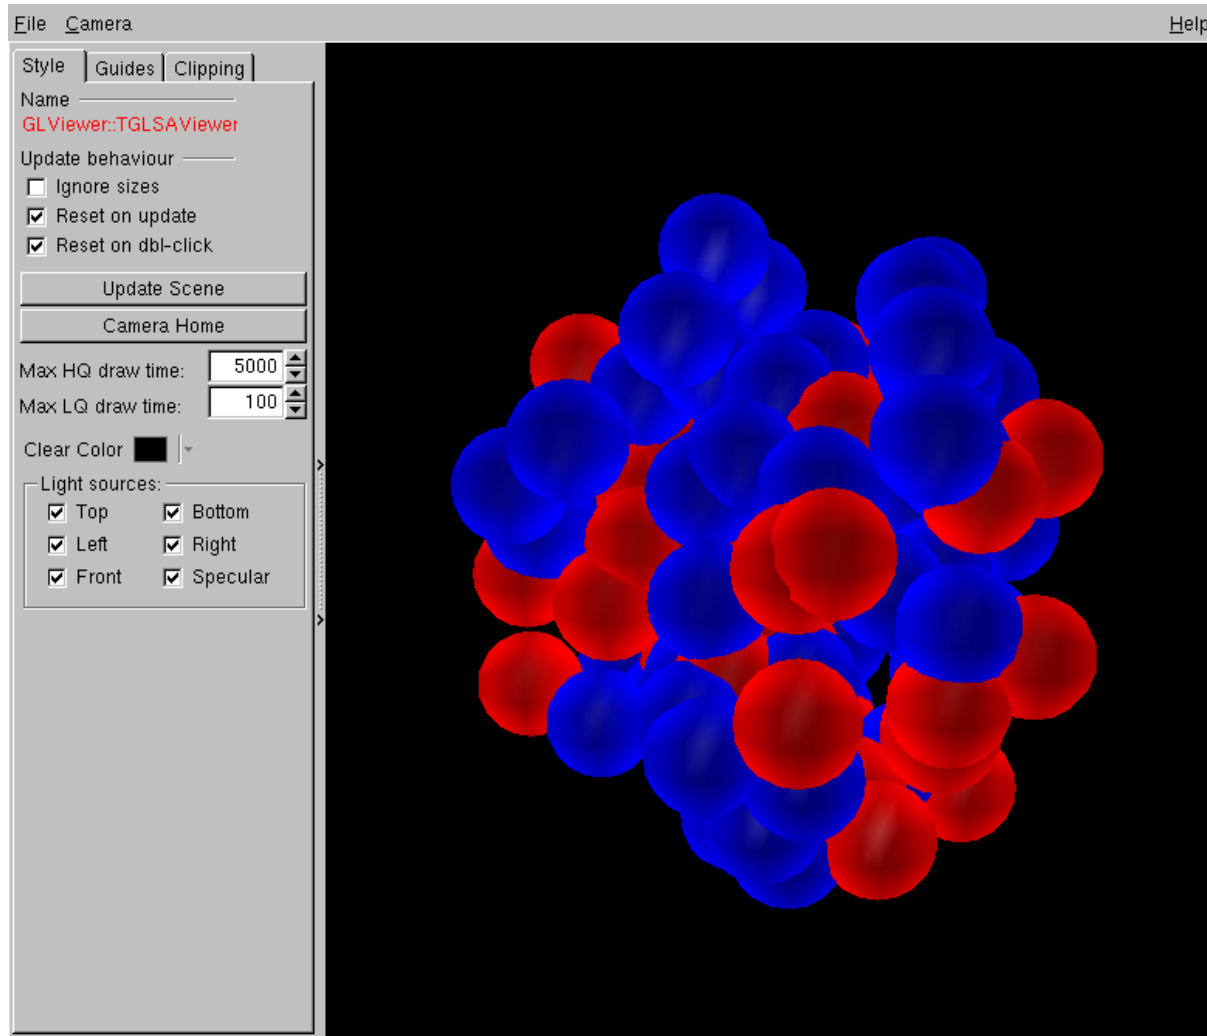 File Camera Help
Style Guides Clipping
Name
GLViewer::TGLSAViewer
Update behaviour
Ignore sizes
Reset on update
Reset on dbl-click
Update Scene
Camera Home
Max HQ draw time: 5000
Max LQ draw time: 100
Clear Color
Light sources:
Top Bottom
Left Right
Front Specular